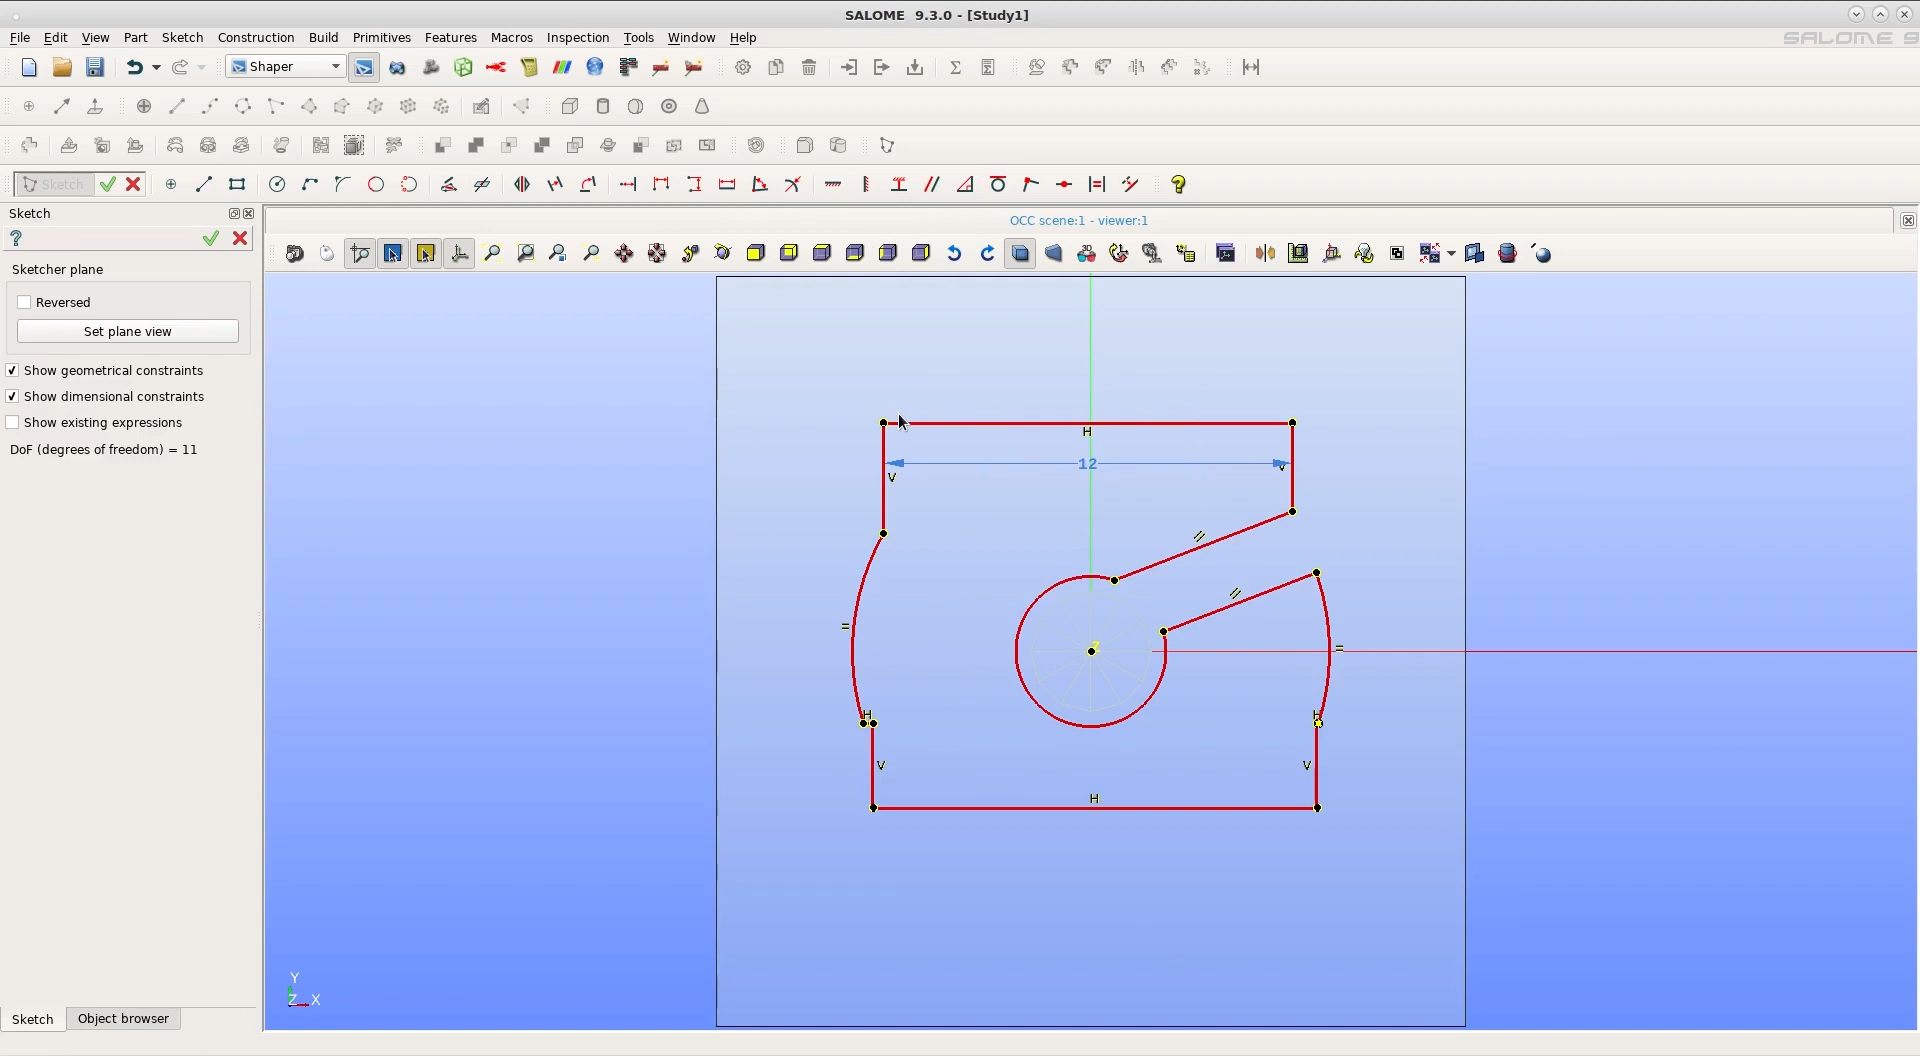 SALOME 9.3.0 - [Study1]
File Edit View Part Sketch Construction Build Primitives Features Macros Inspection Tools Window Help
SALOME 9
Shaper
Sketch
Sketch
OCC scene:1 - viewer:1
Sketcher plane
Reversed
Set plane view
Show geometrical constraints
Show dimensional constraints
Show existing expressions
DoF (degrees of freedom) = 11
H
12
V
V
//
//
=
Z
=
H
H
V
V
H
Y
Z X
Sketch Object browser